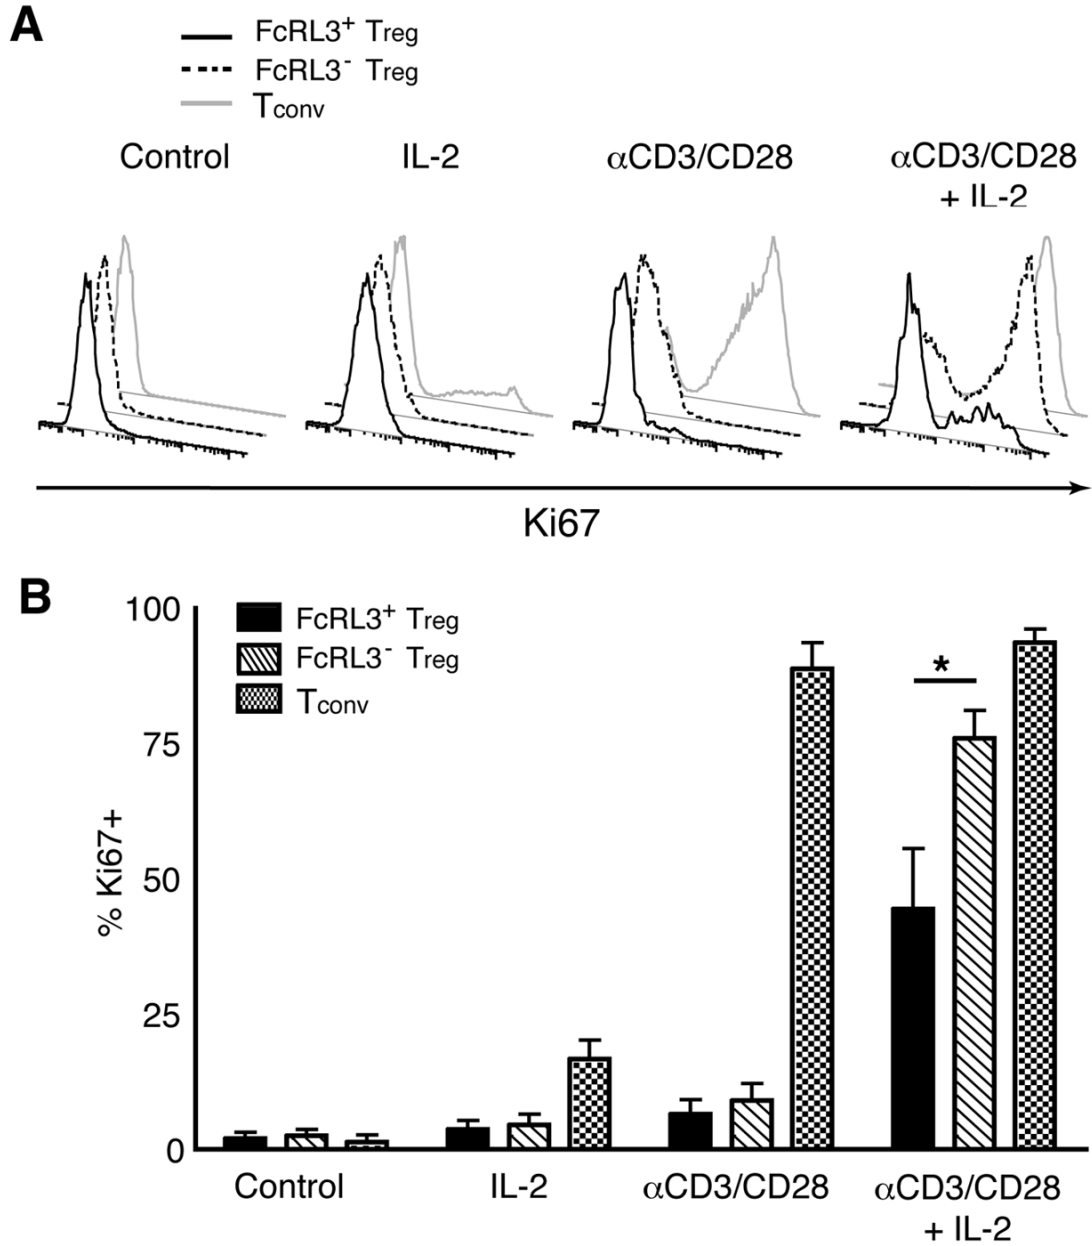 A
FcRL3⁺ Treg
FcRL3⁻ Treg
Tconv
Control
IL-2
αCD3/CD28
αCD3/CD28
+ IL-2
Ki67
B
FcRL3⁺ Treg
FcRL3⁻ Treg
Tconv
100
75
50
25
0
% Ki67+
*
Control
IL-2
αCD3/CD28
αCD3/CD28
+ IL-2